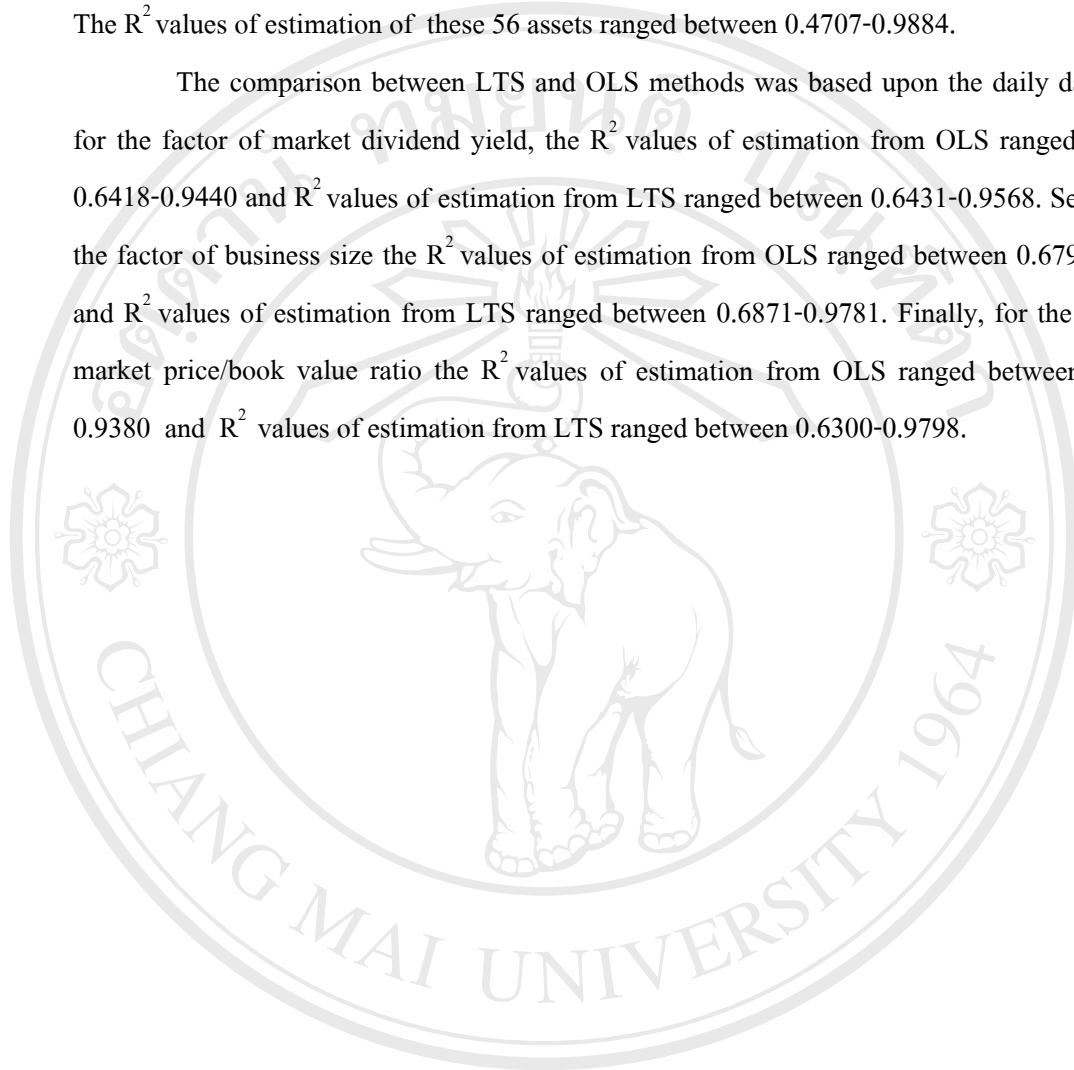 The R² values of estimation of these 56 assets ranged between 0.4707-0.9884.
The comparison between LTS and OLS methods was based upon the daily
for the factor of market dividend yield, the R² values of estimation from OLS ranged
0.6418-0.9440 and R² values of estimation from LTS ranged between 0.6431-0.9568.
the factor of business size the R² values of estimation from OLS ranged between
and R² values of estimation from LTS ranged between 0.6871-0.9781. Finally, for the
market price/book value ratio the R² values of estimation from OLS ranged between
0.9380 and R² values of estimation from LTS ranged between 0.6300-0.9798.
CHIANG MAI UNIVERSITY 1964